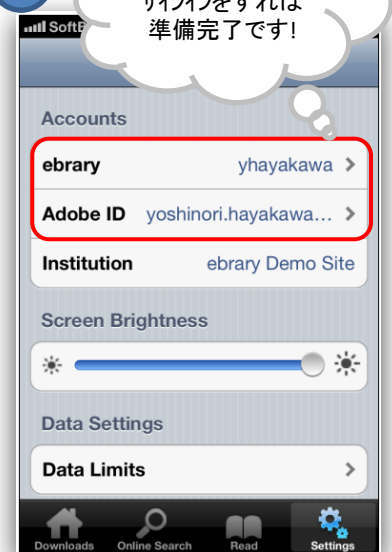 サインインをすれば
準備完了です!
SoftB
Accounts
ebrary yhayakawa >
Adobe ID yoshinori.hayakawa... >
Institution ebrary Demo Site
Screen Brightness
Data Settings
Data Limits >
Downloads Online Search Read Settings